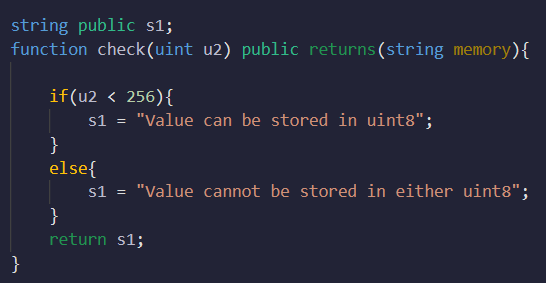 string public s1;
function check(uint u2) public returns(string memory){
if(u2 < 256){
s1 = "Value can be stored in uint8";
}
else{
s1 = "Value cannot be stored in either uint8";
}
return s1;
}